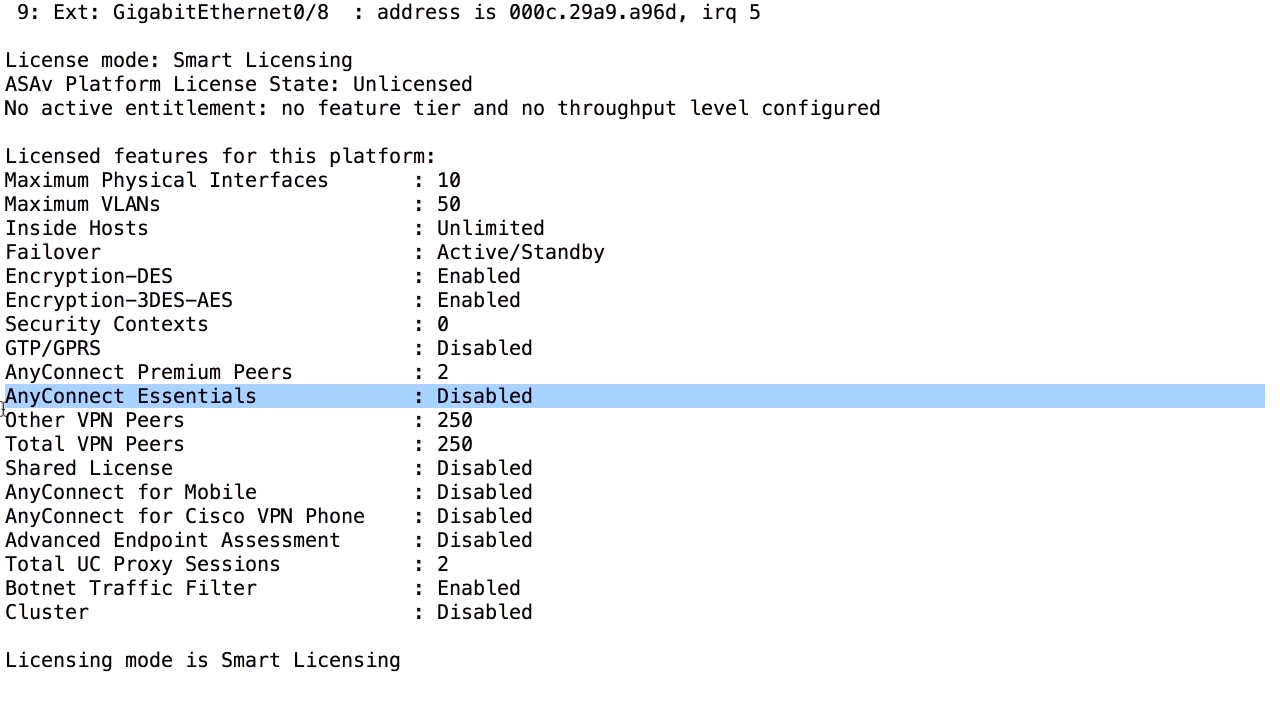 9: Ext: GigabitEthernet0/8  : address is 000c.29a9.a96d, irq 5
License mode: Smart Licensing
ASAv Platform License State: Unlicensed
No active entitlement: no feature tier and no throughput level configured
Licensed features for this platform:
Maximum Physical Interfaces       : 10
Maximum VLANs                     : 50
Inside Hosts                      : Unlimited
Failover                          : Active/Standby
Encryption-DES                    : Enabled
Encryption-3DES-AES               : Enabled
Security Contexts                 : 0
GTP/GPRS                          : Disabled
AnyConnect Premium Peers          : 2
AnyConnect Essentials             : Disabled
Other VPN Peers                   : 250
Total VPN Peers                   : 250
Shared License                    : Disabled
AnyConnect for Mobile             : Disabled
AnyConnect for Cisco VPN Phone    : Disabled
Advanced Endpoint Assessment      : Disabled
Total UC Proxy Sessions           : 2
Botnet Traffic Filter             : Enabled
Cluster                           : Disabled
Licensing mode is Smart Licensing